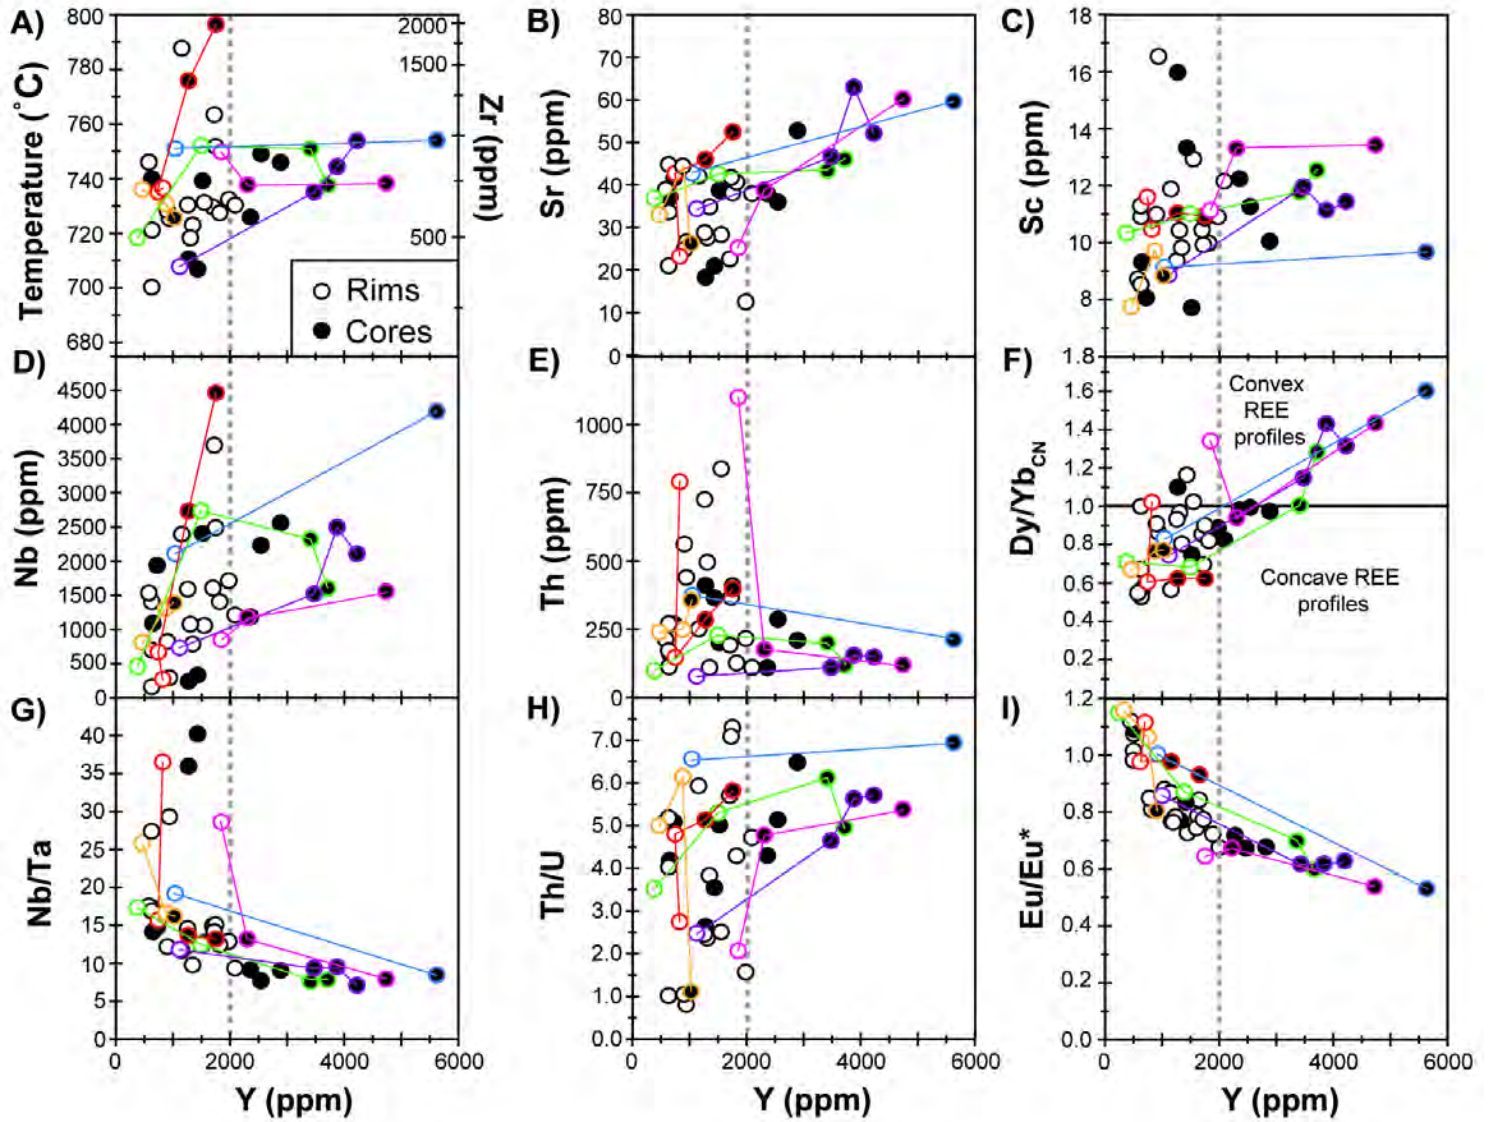 A)
800
780
760
740
720
700
680
Temperature (°C)
2000
1500
500
Zr (ppm)
Rims
Cores
B)
80
70
60
50
40
30
20
10
0
Sr (ppm)
C)
18
16
14
12
10
8
Sc (ppm)
D)
4500
4000
3500
3000
2500
2000
1500
1000
500
0
Nb (ppm)
E)
1000
750
500
250
0
Th (ppm)
F)
1.8
1.6
1.4
1.2
1.0
0.8
0.6
0.4
0.2
Dy/YbCN
Convex
REE
profiles
Concave REE
profiles
G)
40
35
30
25
20
15
10
5
0
Nb/Ta
0
2000
4000
6000
Y (ppm)
H)
7.0
6.0
5.0
4.0
3.0
2.0
1.0
0.0
Th/U
0
2000
4000
6000
Y (ppm)
I)
1.2
1.0
0.8
0.6
0.4
0.2
0.0
Eu/Eu*
0
2000
4000
6000
Y (ppm)